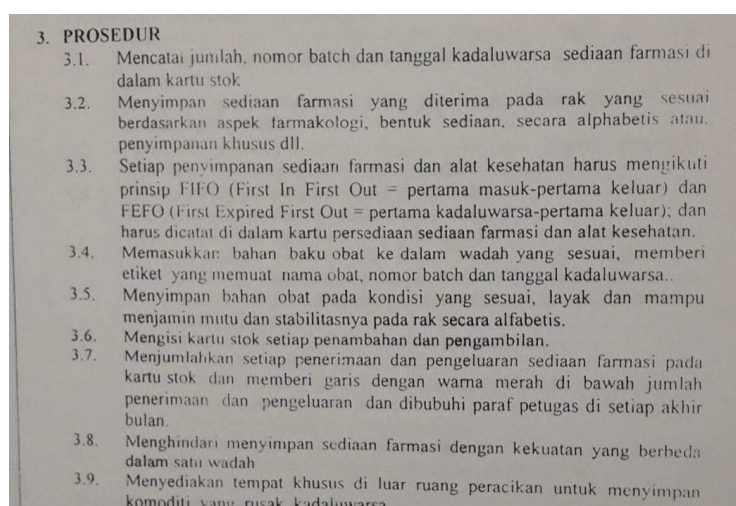 3. PROSEDUR
3.1. Mencatat jumlah, nomor batch dan tanggal kadaluwarsa sediaan farmasi di
dalam kartu stok
3.2. Menyimpan sediaan farmasi yang diterima pada rak yang sesuai
berdasarkan aspek farmakologi, bentuk sediaan, secara alphabetis atau.
penyimpanan khusus dll.
3.3. Setiap penyimpanan sediaan farmasi dan alat kesehatan harus mengikuti
prinsip FIFO (First In First Out = pertama masuk-pertama keluar) dan
FEFO (First Expired First Out = pertama kadaluwarsa-pertama keluar); dan
harus dicatat di dalam kartu persediaan sediaan farmasi dan alat kesehatan.
3.4. Memasukkan bahan baku obat ke dalam wadah yang sesuai, memberi
etiket yang memuat nama obat, nomor batch dan tanggal kadaluwarsa..
3.5. Menyimpan bahan obat pada kondisi yang sesuai, layak dan mampu
menjamin mutu dan stabilitasnya pada rak secara alfabetis.
3.6. Mengisi kartu stok setiap penambahan dan pengambilan.
3.7. Menjumlahkan setiap penerimaan dan pengeluaran sediaan farmasi pada
kartu stok dan memberi garis dengan warna merah di bawah jumlah
penerimaan dan pengeluaran dan dibubuhi paraf petugas di setiap akhir
bulan.
3.8. Menghindari menyimpan sediaan farmasi dengan kekuatan yang berbeda
dalam satu wadah
3.9. Menyediakan tempat khusus di luar ruang peracikan untuk menyimpan
komoditi yang rusak kadaluwarsa